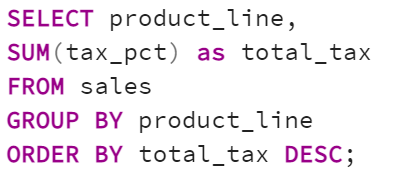 SELECT product_line,
SUM(tax_pct) as total_tax
FROM sales
GROUP BY product_line
ORDER BY total_tax DESC;